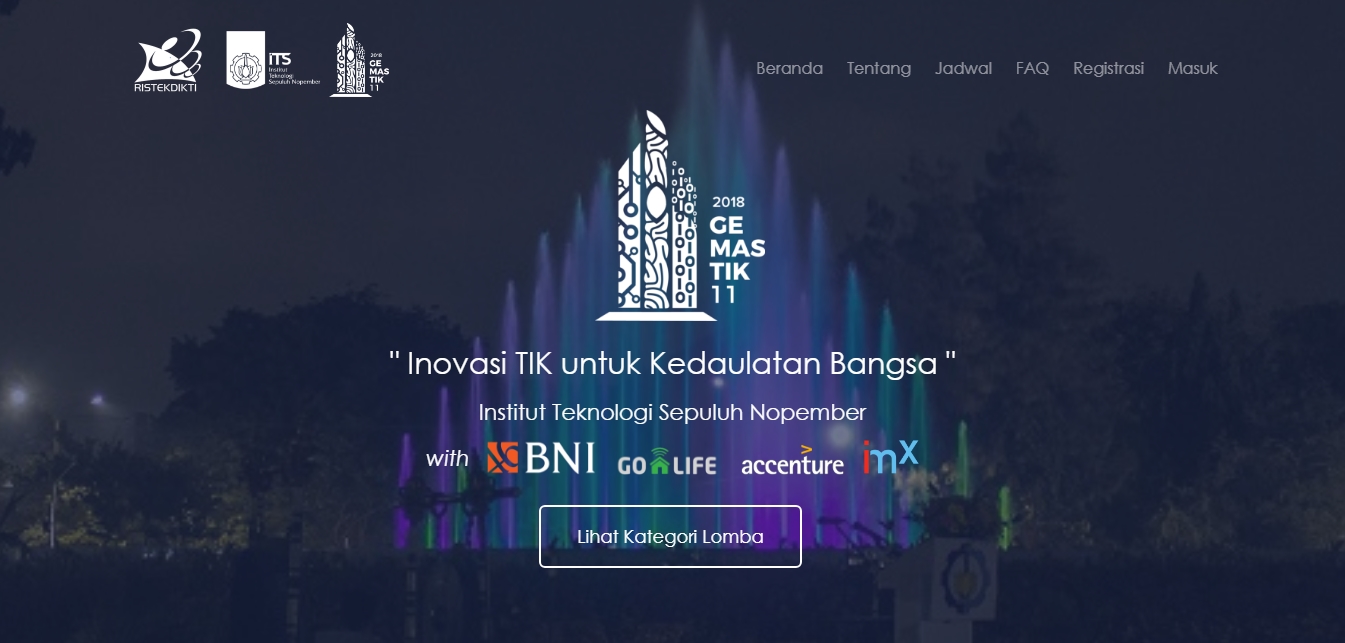 RISTEKDIKTI
iTS
Institut
Teknologi
Sepuluh Nopember
2018
GE
MAS
TIK
11
Beranda Tentang Jadwal FAQ Registrasi Masuk
2018
GE
MAS
TIK
11
" Inovasi TIK untuk Kedaulatan Bangsa "
Institut Teknologi Sepuluh Nopember
with BNI GO LIFE accenture imX
Lihat Kategori Lomba